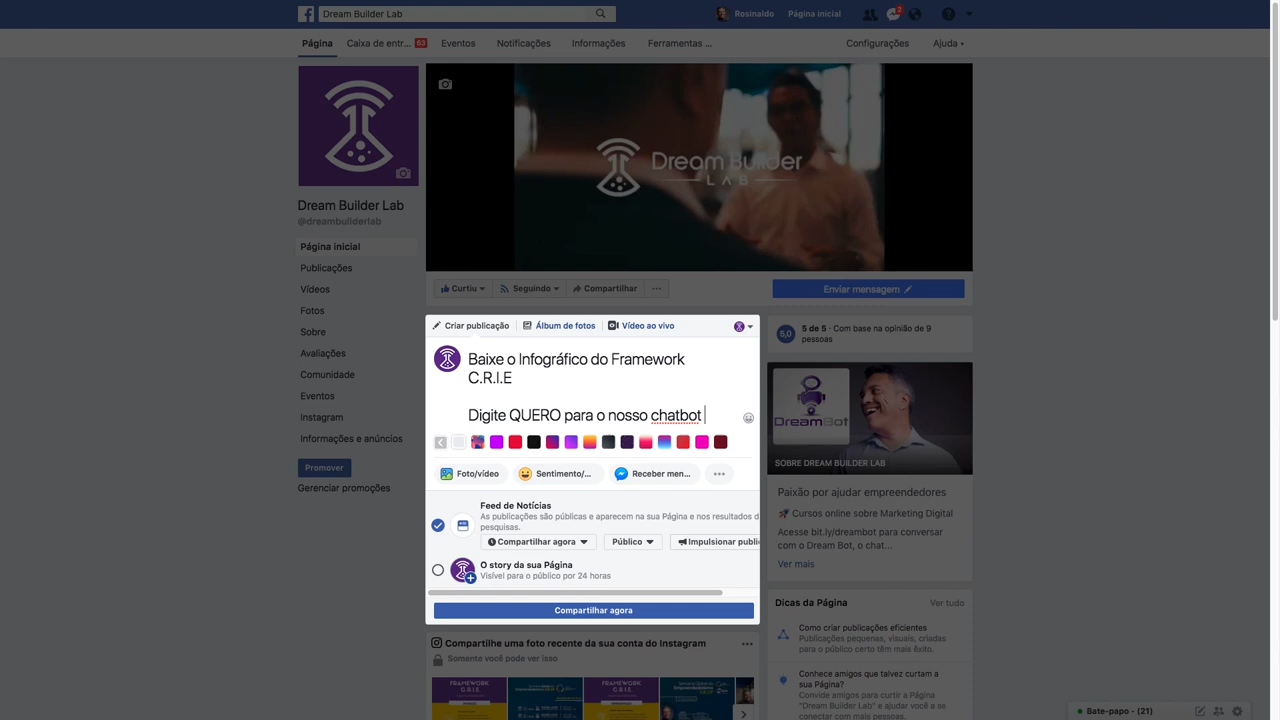 Dream Builder Lab
Rosinaldo
Página inicial
2
Página
Caixa de entr... 63
Eventos
Notificações
Informações
Ferramentas ...
Configurações
Ajuda
Dream Builder
LAB
Dream Builder Lab
@dreambuilderlab
Página inicial
Publicações
Vídeos
Fotos
Sobre
Avaliações
Comunidade
Eventos
Instagram
Informações e anúncios
Promover
Gerenciar promoções
Curtiu
Seguindo
Compartilhar
Enviar mensagem
Criar publicação
Álbum de fotos
Vídeo ao vivo
Baixe o Infográfico do Framework
C.R.I.E
Digite QUERO para o nosso chatbot
Foto/vídeo
Sentimento/...
Receber men...
Feed de Notícias
As publicações são públicas e aparecem na sua Página e nos resultados d
pesquisas.
Compartilhar agora
Público
Impulsionar publi
O story da sua Página
Visível para o público por 24 horas
Compartilhar agora
Compartilhe uma foto recente da sua conta do Instagram
Somente você pode ver isso
FRAMEWORK
C.R.I.E.
FRAMEWORK
C.R.I.E.
5,0
5 de 5 · Com base na opinião de 9
pessoas
DreamBot
SOBRE DREAM BUILDER LAB
Paixão por ajudar empreendedores
Cursos online sobre Marketing Digital
Acesse bit.ly/dreambot para conversar
com o Dream Bot, o chat...
Ver mais
Dicas da Página
Ver tudo
Como criar publicações eficientes
Publicações pequenas, visuais, criadas
para o público certo têm mais êxito.
Conhece amigos que talvez curtam a
sua Página?
Convide amigos para curtir a Página
"Dream Builder Lab" e ajudar você a se
conectar com mais pessoas.
Bate-papo - (21)